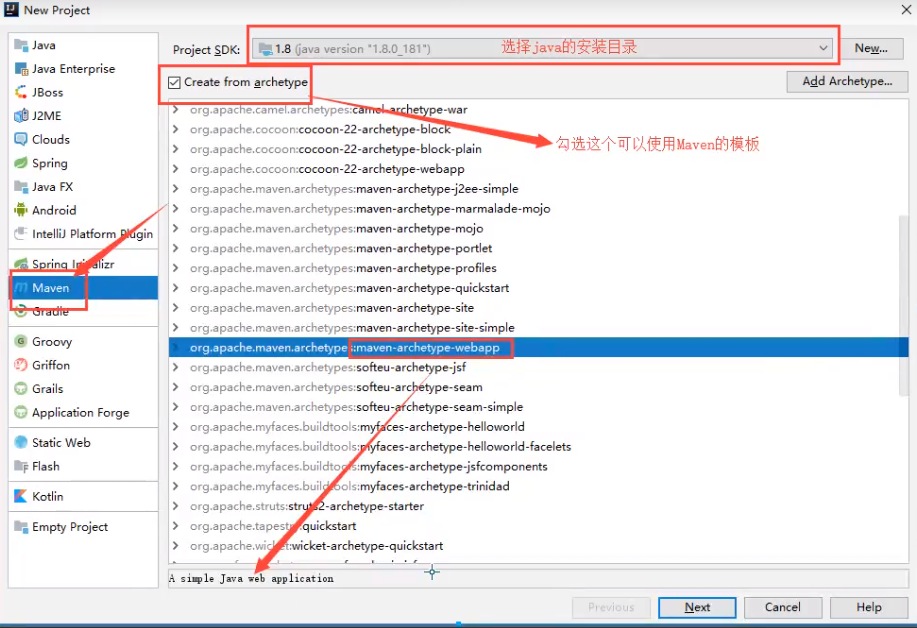 New Project
Java
Java Enterprise
JBoss
J2ME
Clouds
Spring
Java FX
Android
IntelliJ Platform Plugin
Spring Initializr
Maven
Gradle
Groovy
Griffon
Grails
Application Forge
Static Web
Flash
Kotlin
Empty Project
Project SDK: 1.8 (java version "1.8.0_181") 选择java的安装目录 New...
Create from archetype Add Archetype...
勾选这个可以使用Maven的模板
org.apache.camel.archetypes:camel-archetype-war
org.apache.cocoon:cocoon-22-archetype-block
org.apache.cocoon:cocoon-22-archetype-block-plain
org.apache.cocoon:cocoon-22-archetype-webapp
org.apache.maven.archetypes:maven-archetype-j2ee-simple
org.apache.maven.archetypes:maven-archetype-marmalade-mojo
org.apache.maven.archetypes:maven-archetype-mojo
org.apache.maven.archetypes:maven-archetype-portlet
org.apache.maven.archetypes:maven-archetype-profiles
org.apache.maven.archetypes:maven-archetype-quickstart
org.apache.maven.archetypes:maven-archetype-site
org.apache.maven.archetypes:maven-archetype-site-simple
org.apache.maven.archetypes:maven-archetype-webapp
org.apache.maven.archetypes:softeu-archetype-jsf
org.apache.maven.archetypes:softeu-archetype-seam
org.apache.maven.archetypes:softeu-archetype-seam-simple
org.apache.myfaces.buildtools:myfaces-archetype-helloworld
org.apache.myfaces.buildtools:myfaces-archetype-helloworld-facelets
org.apache.myfaces.buildtools:myfaces-archetype-jsfcomponents
org.apache.myfaces.buildtools:myfaces-archetype-trinidad
org.apache.struts:struts2-archetype-starter
org.apache.tapestry:quickstart
org.apache.wicket:wicket-archetype-quickstart
A simple Java web application
Previous Next Cancel Help